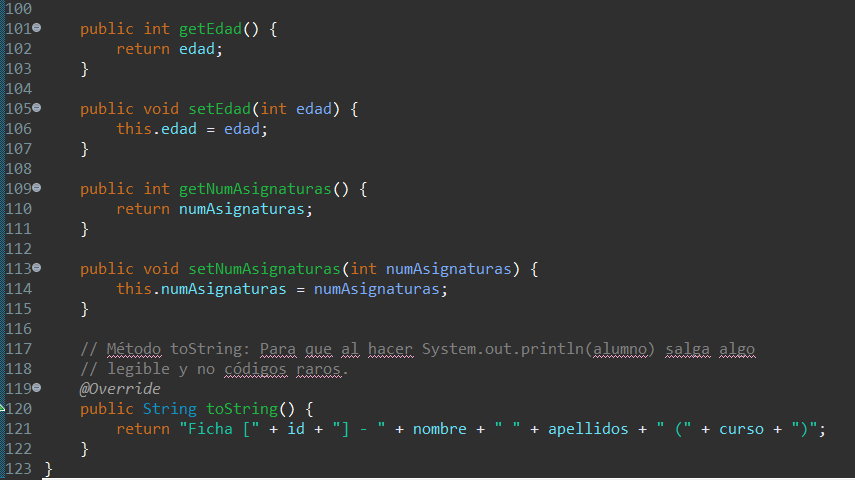 100
101 public int getEdad() {
102 return edad;
103 }
104
105 public void setEdad(int edad) {
106 this.edad = edad;
107 }
108
109 public int getNumAsignaturas() {
110 return numAsignaturas;
111 }
112
113 public void setNumAsignaturas(int numAsignaturas) {
114 this.numAsignaturas = numAsignaturas;
115 }
116
117 // Método toString: Para que al hacer System.out.println(alumno) salga algo
118 // legible y no códigos raros.
119 @Override
120 public String toString() {
121 return "Ficha [" + id + "] - " + nombre + " " + apellidos + " (" + curso + ")";
122 }
123 }